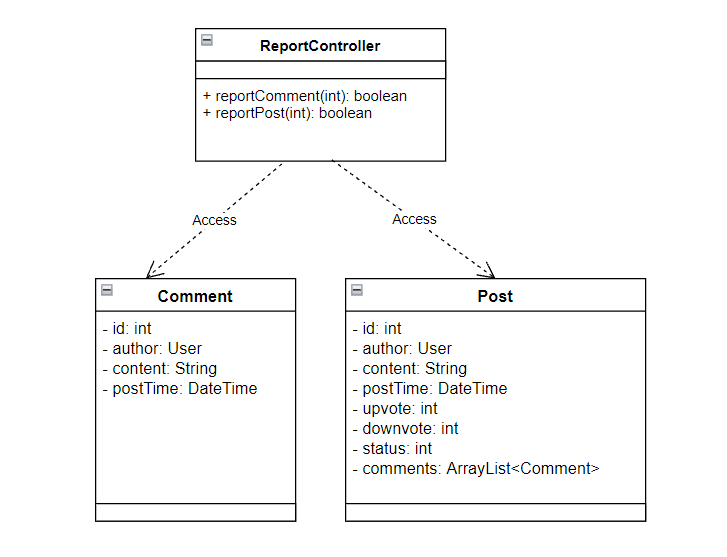 ReportController
+ reportComment(int): boolean
+ reportPost(int): boolean
Access
Access
Comment
- id: int
- author: User
- content: String
- postTime: DateTime
Post
- id: int
- author: User
- content: String
- postTime: DateTime
- upvote: int
- downvote: int
- status: int
- comments: ArrayList<Comment>